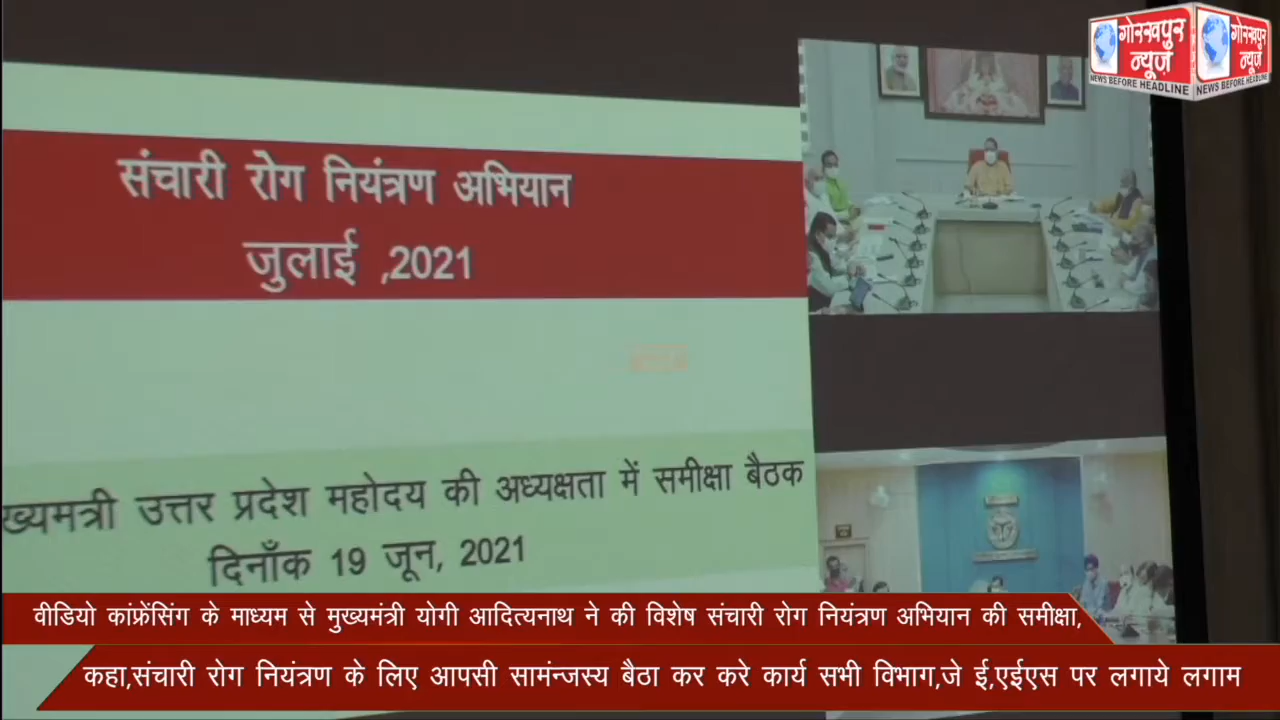 गोरखपुर
न्यूज़
NEWS BEFORE HEADLINE
गोरखपुर
न्यूज़
NEWS BEFORE HEADLINE
संचारी रोग नियंत्रण अभियान
जुलाई ,2021
ख्यमत्री उत्तर प्रदेश महोदय की अध्यक्षता में समीक्षा बैठक
दिनाँक 19 जून, 2021
वीडियो कांफ्रेंसिंग के माध्यम से मुख्यमंत्री योगी आदित्यनाथ ने की विशेष संचारी रोग नियंत्रण अभियान की समीक्षा,
कहा,संचारी रोग नियंत्रण के लिए आपसी सामंन्जस्य बैठा कर करे कार्य सभी विभाग,जे ई,एईएस पर लगाये लगाम